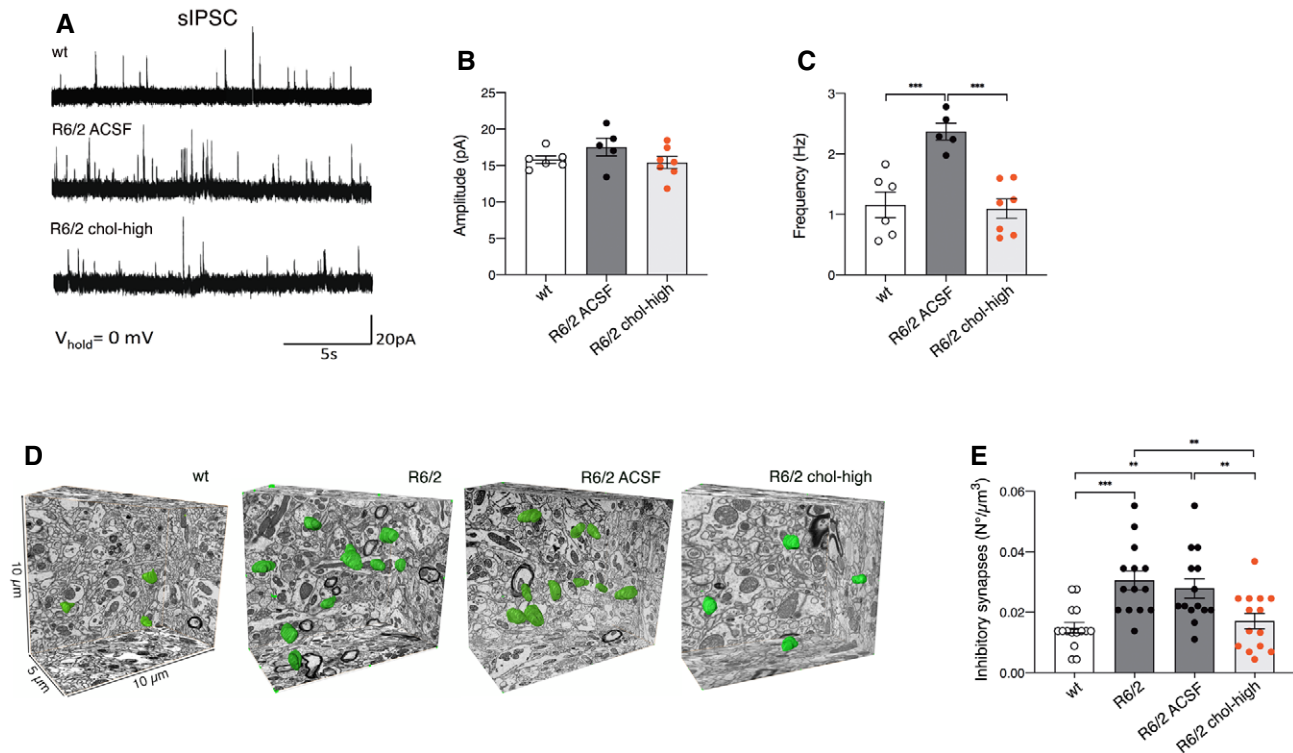 A
sIPSC
wt
R6/2 ACSF
R6/2 chol-high
V_hold= 0 mV
5s
20pA
B
Amplitude (pA)
25
20
15
10
5
0
wt
R6/2 ACSF
R6/2 chol-high
C
Frequency (Hz)
*** ***
3
2
1
0
wt
R6/2 ACSF
R6/2 chol-high
D
wt
R6/2
R6/2 ACSF
R6/2 chol-high
10 µm
5 µm
10 µm
E
Inhibitory synapses (N°/µm³)
**
** **
***
0.06
0.04
0.02
0.00
wt
R6/2
R6/2 ACSF
R6/2 chol-high